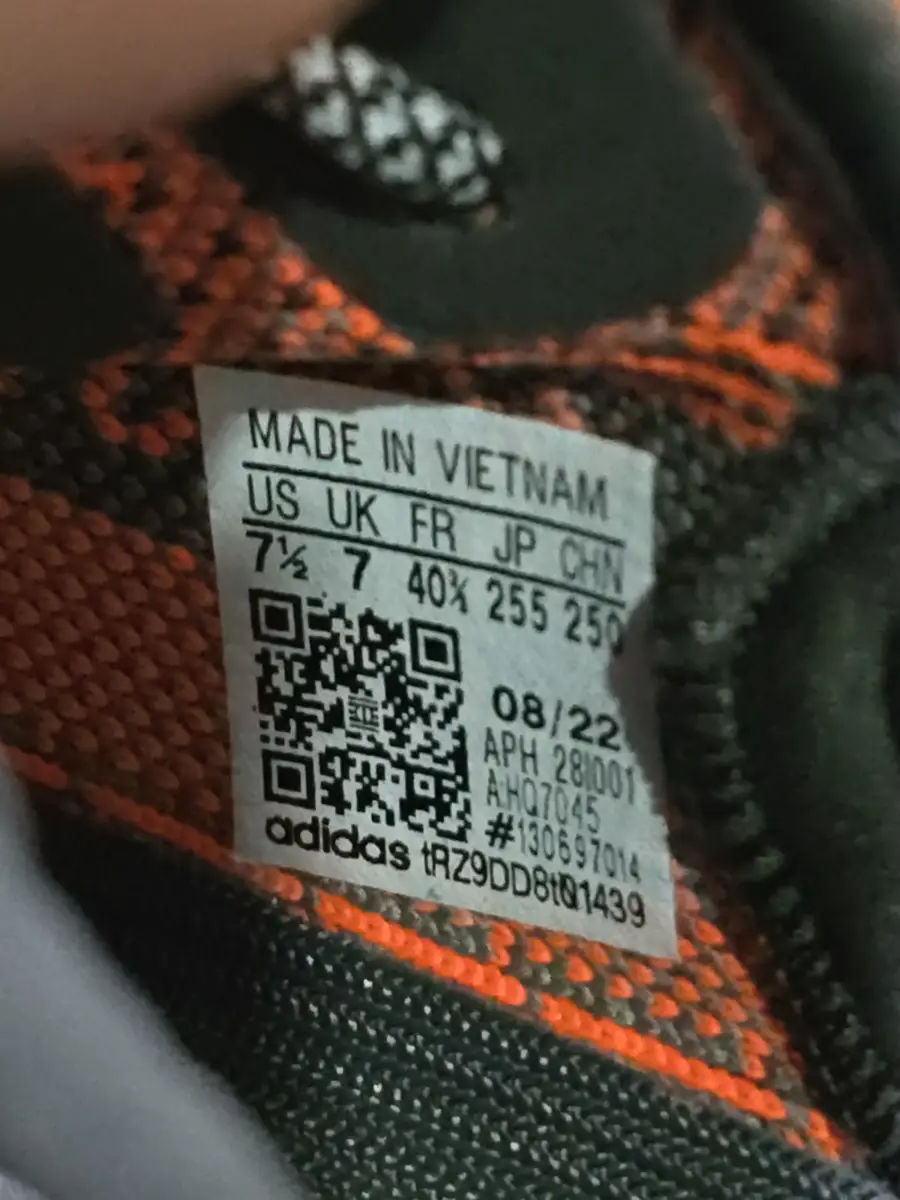 MADE IN VIETNAM
US UK FR JP CHN
7½ 7 40⅔ 255 250
08/22
APH 281001
A:HQ7045
#130697014
adidas tRZ9DD8tQ1439